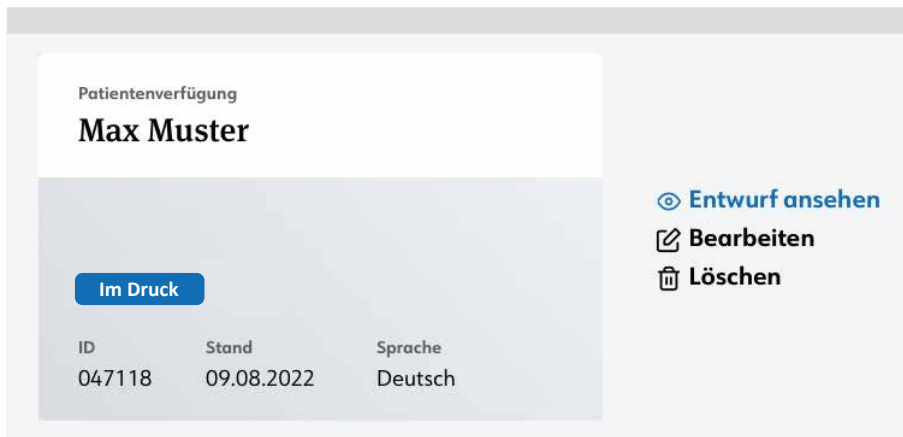 Patientenverfügung
Max Muster
Entwurf ansehen
Bearbeiten
Löschen
Im Druck
ID Stand Sprache
047118 09.08.2022 Deutsch